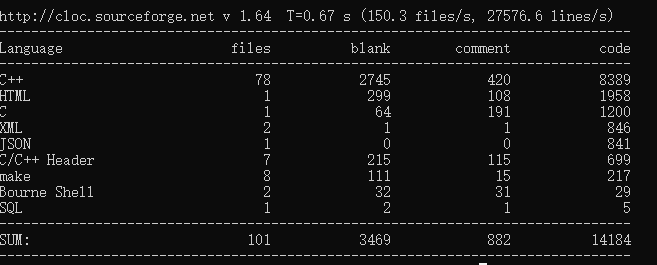 http://cloc.sourceforge.net v 1.64  T=0.67 s (150.3 files/s, 27576.6 lines/s)
-------------------------------------------------------------------------------
Language                     files          blank        comment           code
-------------------------------------------------------------------------------
C++                             78           2745            420           8389
HTML                             1            299            108           1958
C                                1             64            191           1200
XML                              2              1              1            846
JSON                             1              0              0            841
C/C++ Header                     7            215            115            699
make                             8            111             15            217
Bourne Shell                     2             32             31             29
SQL                              1              2              1              5
-------------------------------------------------------------------------------
SUM:                           101           3469            882          14184
-------------------------------------------------------------------------------